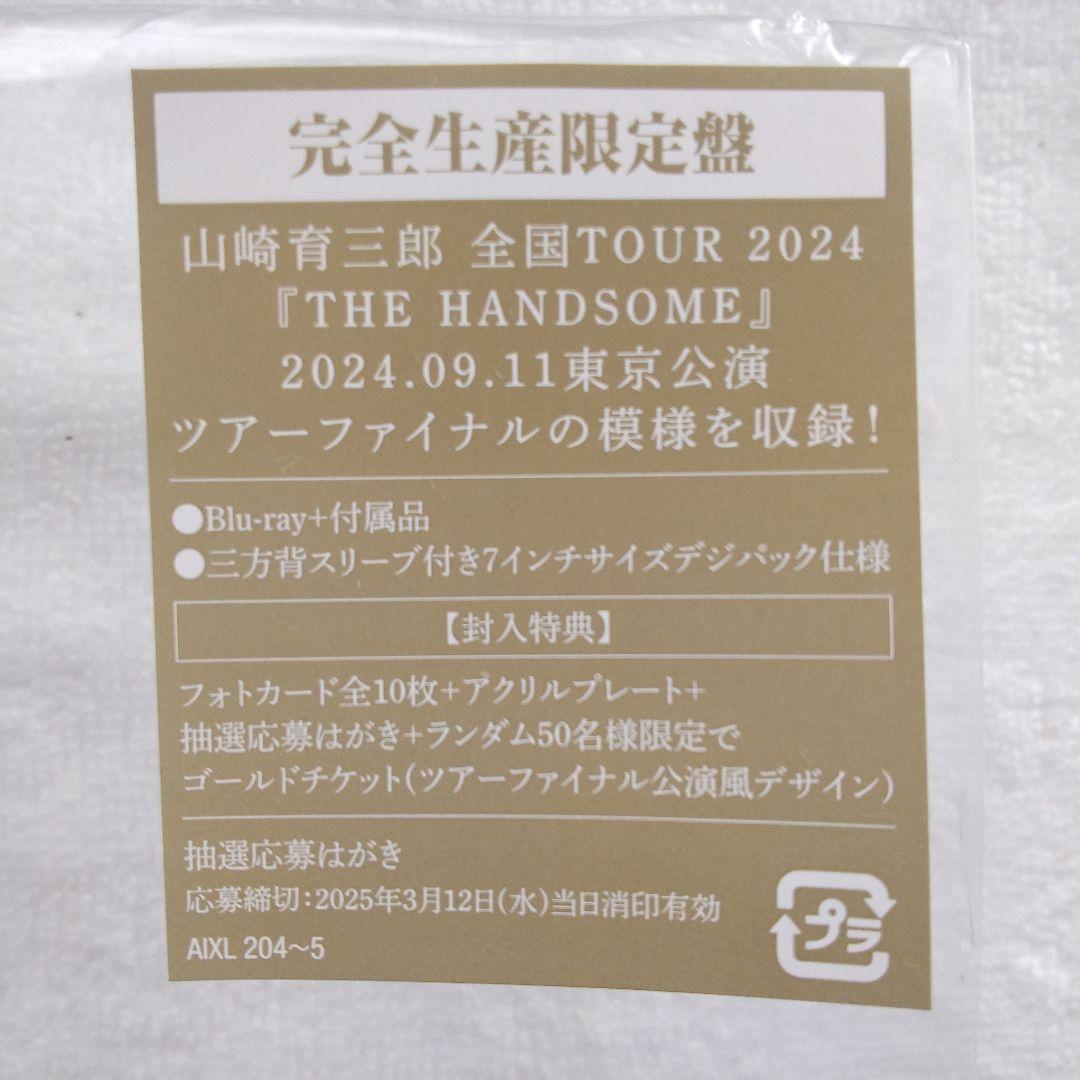 完全生産限定盤
山崎育三郎 全国TOUR 2024
『THE HANDSOME』
2024.09.11東京公演
ツアーファイナルの模様を収録!
●Blu-ray+付属品
●三方背スリーブ付き7インチサイズデジパック仕様
【封入特典】
フォトカード全10枚+アクリルプレート+
抽選応募はがき+ランダム50名様限定で
ゴールドチケット(ツアーファイナル公演風デザイン)
抽選応募はがき
応募締切:2025年3月12日(水)当日消印有効
AIXL 204~5
プラ